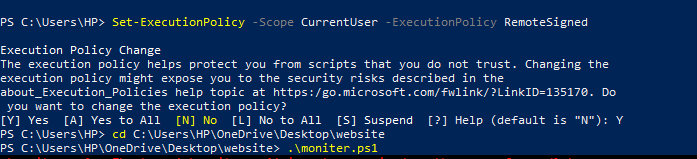 PS C:\Users\HP> Set-ExecutionPolicy -Scope CurrentUser -ExecutionPolicy RemoteSigned
Execution Policy Change
The execution policy helps protect you from scripts that you do not trust. Changing the
execution policy might expose you to the security risks described in the
about_Execution_Policies help topic at https:/go.microsoft.com/fwlink/?LinkID=135170. Do
you want to change the execution policy?
[Y] Yes  [A] Yes to All  [N] No  [L] No to All  [S] Suspend  [?] Help (default is "N"): Y
PS C:\Users\HP> cd C:\Users\HP\OneDrive\Desktop\website
PS C:\Users\HP\OneDrive\Desktop\website> .\moniter.ps1